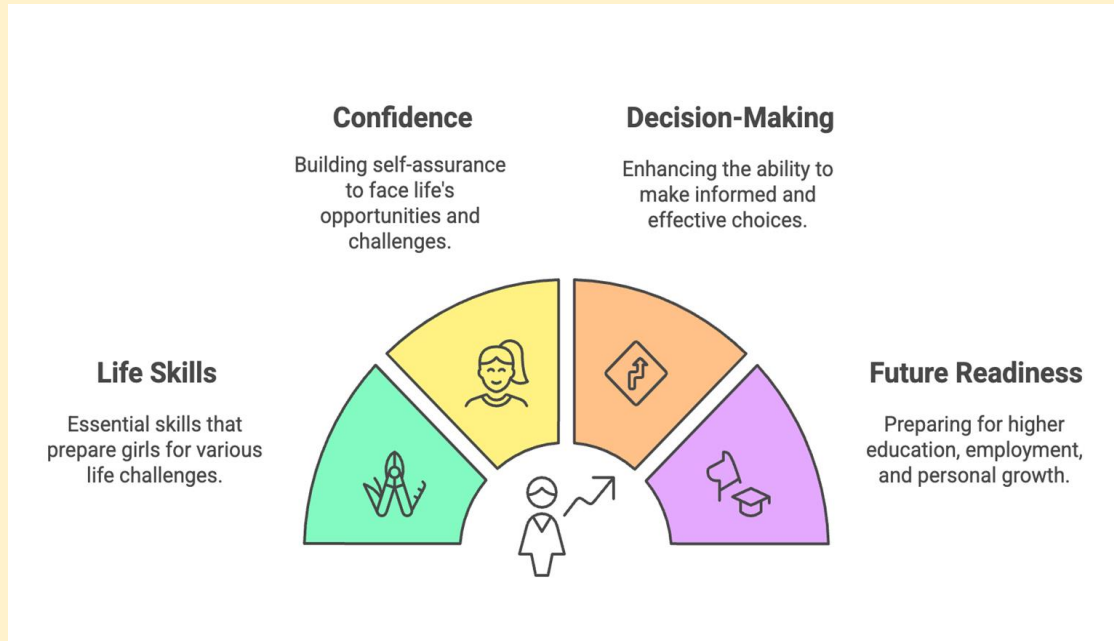 Confidence
Building self-assurance
to face life's
opportunities and
challenges.
Decision-Making
Enhancing the ability to
make informed and
effective choices.
Life Skills
Essential skills that
prepare girls for various
life challenges.
Future Readiness
Preparing for higher
education, employment,
and personal growth.